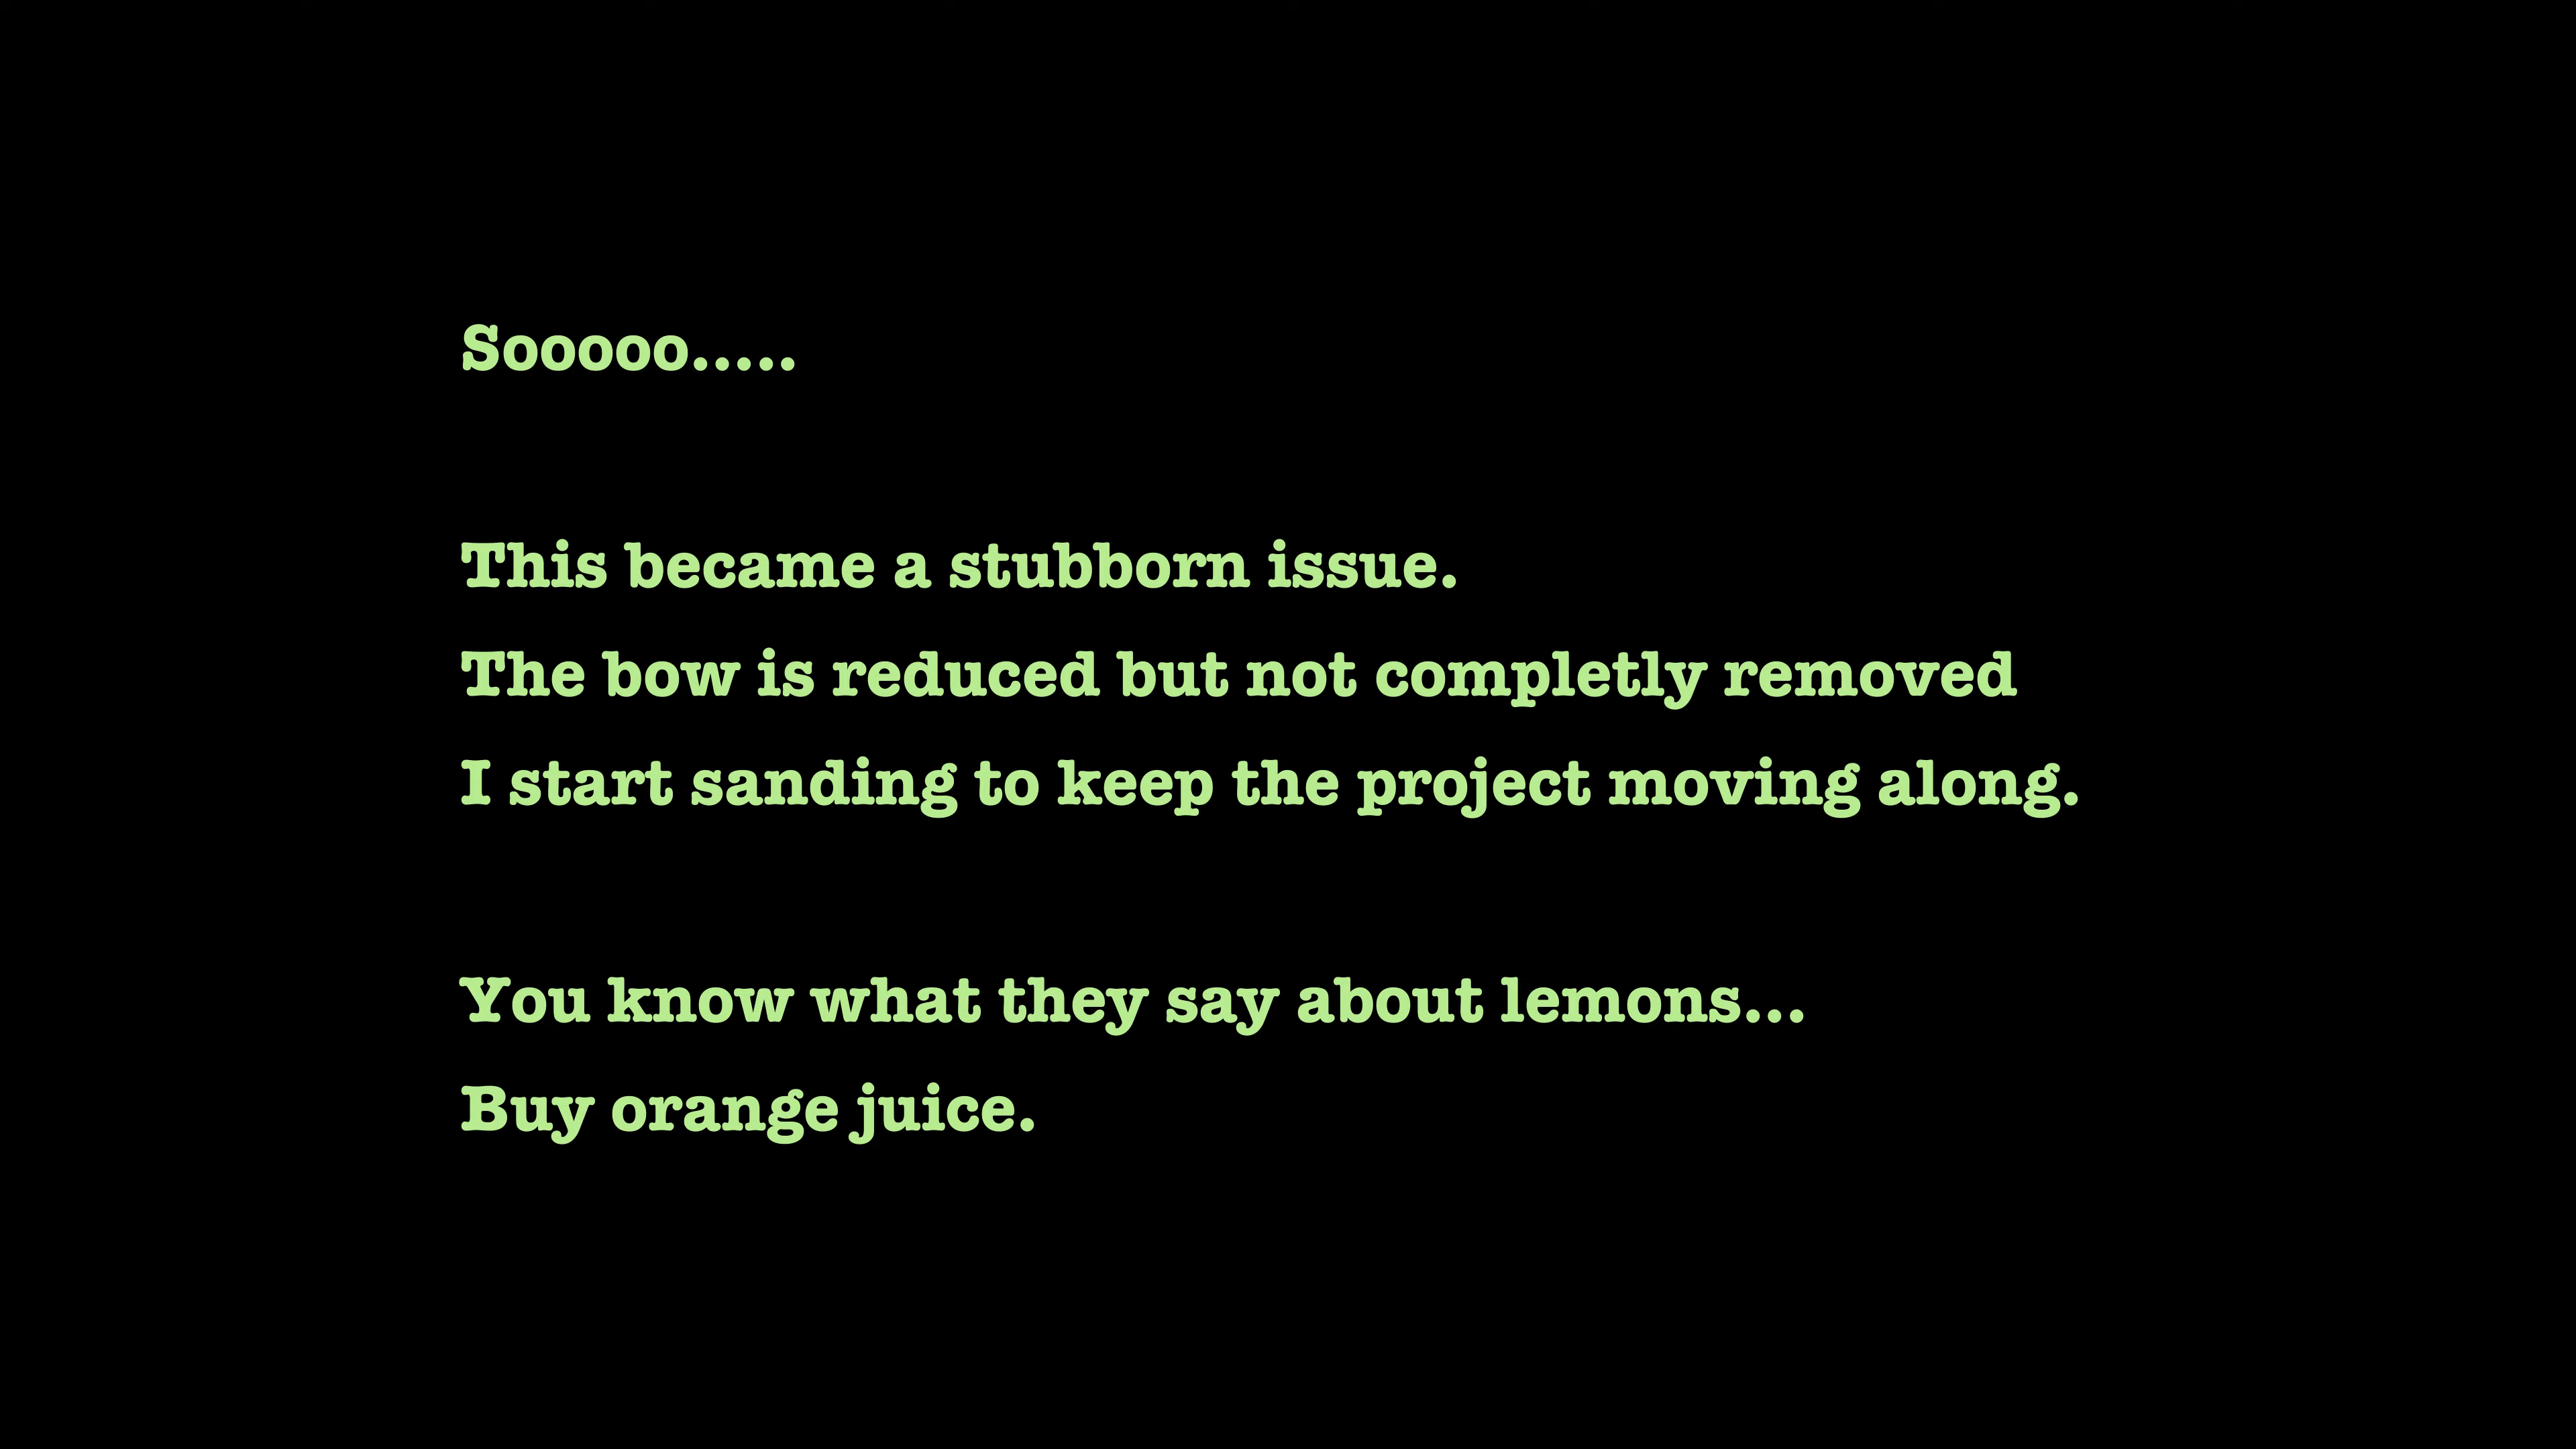 Sooooo.....
This became a stubborn issue.
The bow is reduced but not completly removed
I start sanding to keep the project moving along.
You know what they say about lemons...
Buy orange juice.